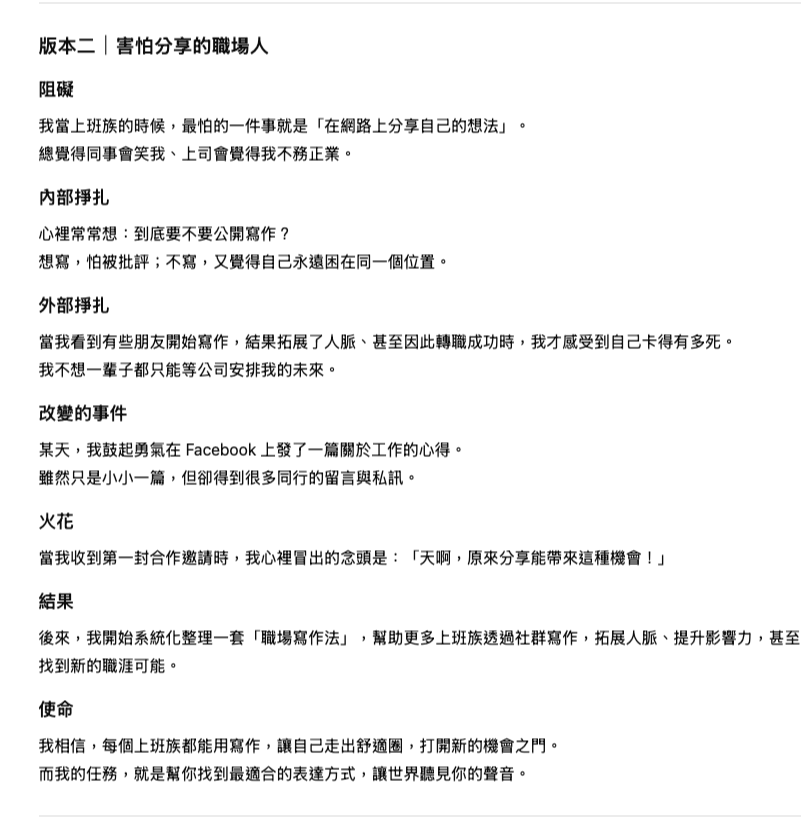 版本二｜害怕分享的職場人
阻礙
我當上班族的時候，最怕的一件事就是「在網路上分享自己的想法」。
總覺得同事會笑我、上司會覺得我不務正業。
內部掙扎
心裡常常想：到底要不要公開寫作？
想寫，怕被批評；不寫，又覺得自己永遠困在同一個位置。
外部掙扎
當我看到有些朋友開始寫作，結果拓展了人脈、甚至因此轉職成功時，我才感受到自己卡得有多死。
我不想一輩子都只能等公司安排我的未來。
改變的事件
某天，我鼓起勇氣在 Facebook 上發了一篇關於工作的心得。
雖然只是小小一篇，但卻得到很多同行的留言與私訊。
火花
當我收到第一封合作邀請時，我心裡冒出的念頭是：「天啊，原來分享能帶來這種機會！」
結果
後來，我開始系統化整理一套「職場寫作法」，幫助更多上班族透過社群寫作，拓展人脈、提升影響力，甚至
找到新的職涯可能。
使命
我相信，每個上班族都能用寫作，讓自己走出舒適圈，打開新的機會之門。
而我的任務，就是幫你找到最適合的表達方式，讓世界聽見你的聲音。